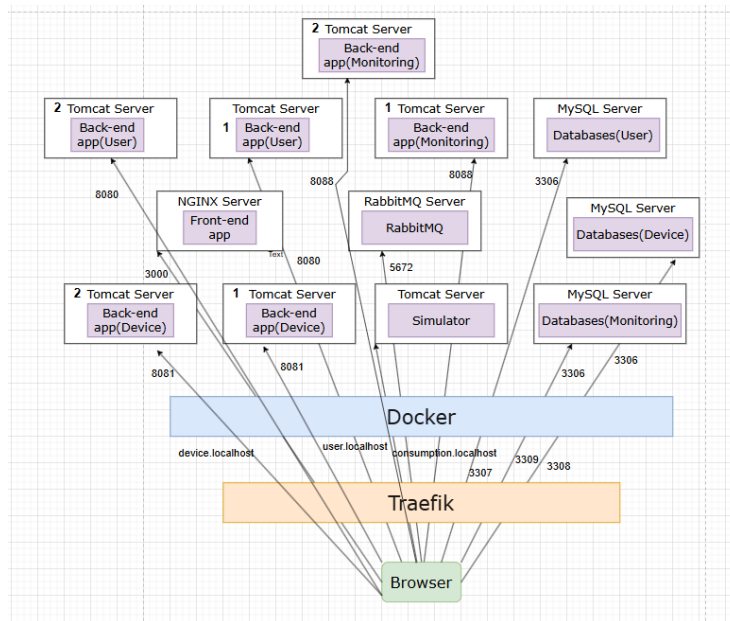 2 Tomcat Server
Back-end
app(Monitoring)
2 Tomcat Server
Back-end
app(User)
Tomcat Server
1 Back-end
app(User)
1 Tomcat Server
Back-end
app(Monitoring)
MySQL Server
Databases(User)
8080
8088
8088
3306
NGINX Server
Front-end
app
RabbitMQ Server
RabbitMQ
MySQL Server
Databases(Device)
Text
8080
3000
5672
2 Tomcat Server
Back-end
app(Device)
1 Tomcat Server
Back-end
app(Device)
Tomcat Server
Simulator
MySQL Server
Databases(Monitoring)
8081
8081
3306
3306
Docker
device.localhost
user.localhost
consumption.localhost
3307
3309
3308
Traefik
Browser